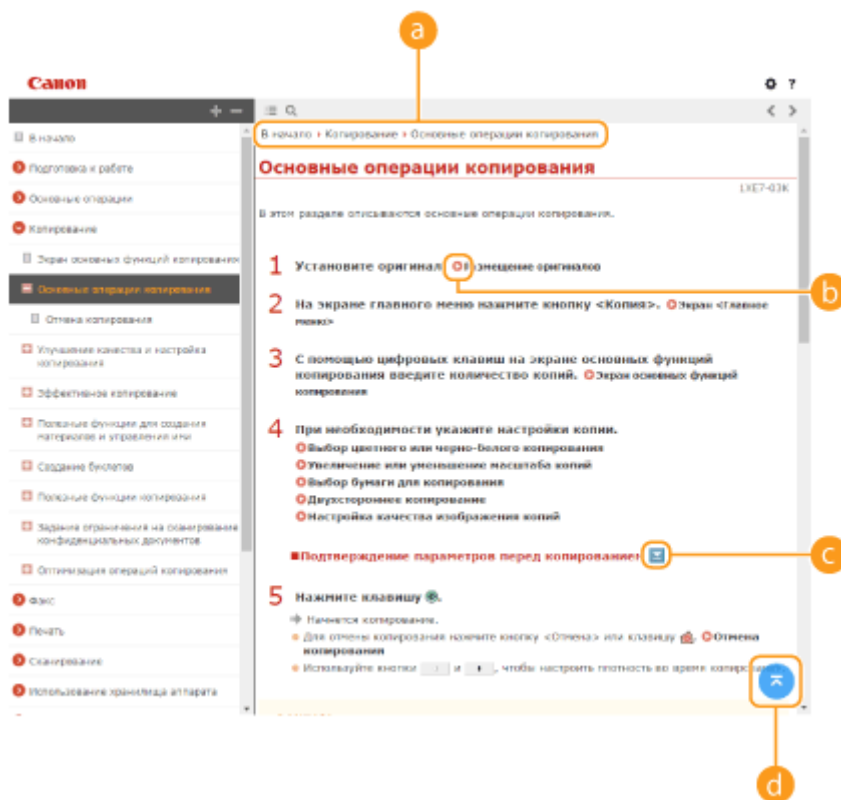 a
Canon
?
+ −
В начало
Подготовка к работе
Основные операции
Копирование
Экран основных функций копирования
Основные операции копирования
Отмена копирования
Улучшение качества и настройка
копирования
Эффективное копирование
Полезные функции для создания
материалов и управления ими
Создание буклетов
Полезные функции копирования
Задание ограничения на сканирование
конфиденциальных документов
Оптимизация операций копирования
Факс
Печать
Сканирование
Использование хранилища аппарата
В начало › Копирование › Основные операции копирования
Основные операции копирования
1XE7-03K
В этом разделе описываются основные операции копирования.
1 Установите оригинал. Размещение оригиналов
b
2 На экране главного меню нажмите кнопку <Копия>. Экран <Главное
меню>
3 С помощью цифровых клавиш на экране основных функций
копирования введите количество копий. Экран основных функций
копирования
4 При необходимости укажите настройки копии.
Выбор цветного или черно-белого копирования
Увеличение или уменьшение масштаба копий
Выбор бумаги для копирования
Двухстороннее копирование
Настройка качества изображения копий
■Подтверждение параметров перед копированием
c
5 Нажмите клавишу .
Начнется копирование.
Для отмены копирования нажмите кнопку <Отмена> или клавишу . Отмена
копирования
Используйте кнопки и , чтобы настроить плотность во время
d